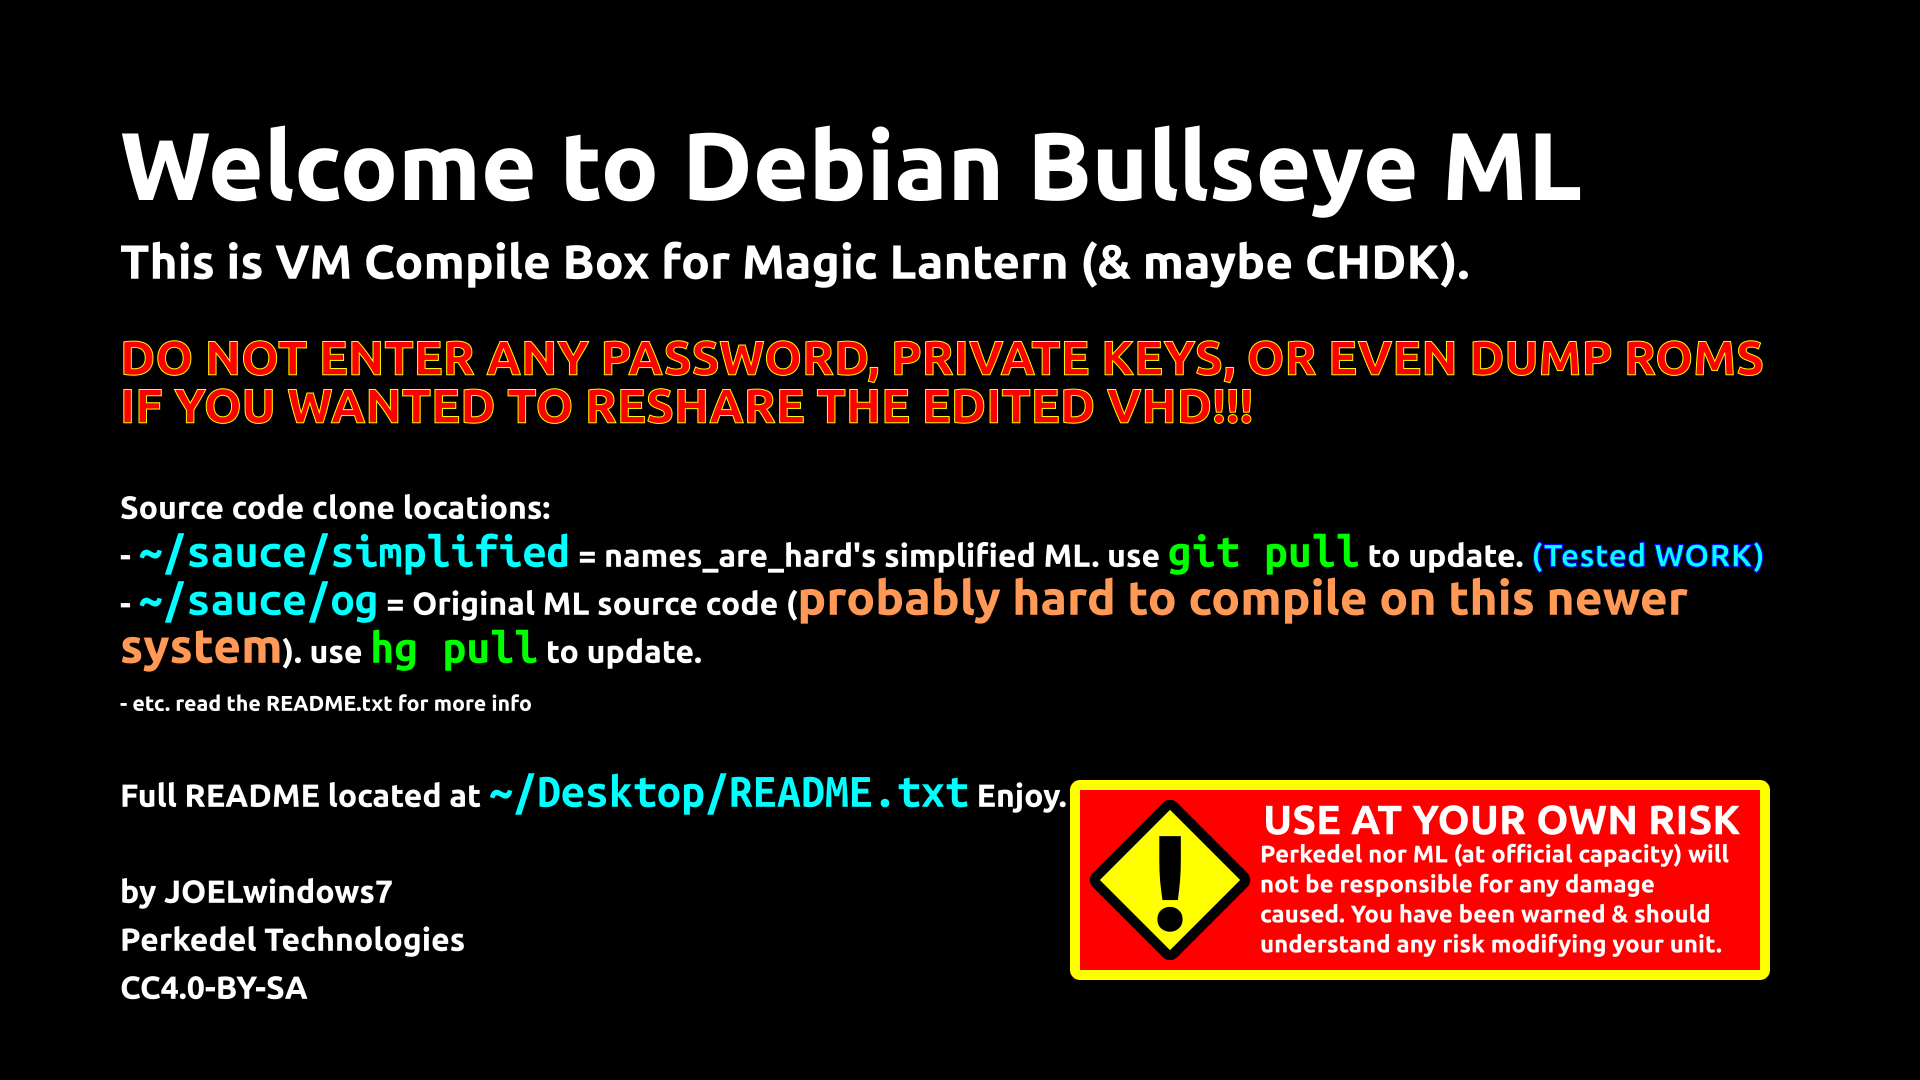 Welcome to Debian Bullseye ML
This is VM Compile Box for Magic Lantern (& maybe CHDK).
DO NOT ENTER ANY PASSWORD, PRIVATE KEYS, OR EVEN DUMP ROMS
IF YOU WANTED TO RESHARE THE EDITED VHD!!!
Source code clone locations:
- ~/sauce/simplified = names_are_hard's simplified ML. use git pull to update. (Tested WORK)
- ~/sauce/og = Original ML source code (probably hard to compile on this newer
system). use hg pull to update.
- etc. read the README.txt for more info
Full README located at ~/Desktop/README.txt Enjoy.
by JOELwindows7
Perkedel Technologies
CC4.0-BY-SA
USE AT YOUR OWN RISK
Perkedel nor ML (at official capacity) will
not be responsible for any damage
caused. You have been warned & should
understand any risk modifying your unit.